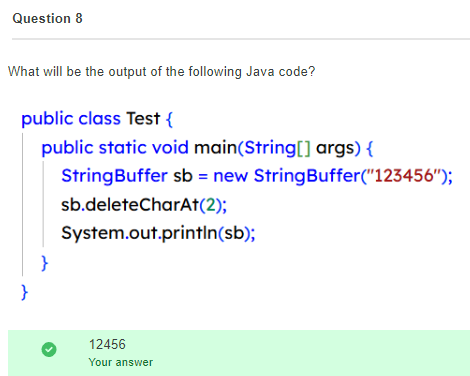 Question 8
What will be the output of the following Java code?
public class Test {
public static void main(String[] args) {
StringBuffer sb = new StringBuffer("123456");
sb.deleteCharAt(2);
System.out.println(sb);
}
}
12456
Your answer